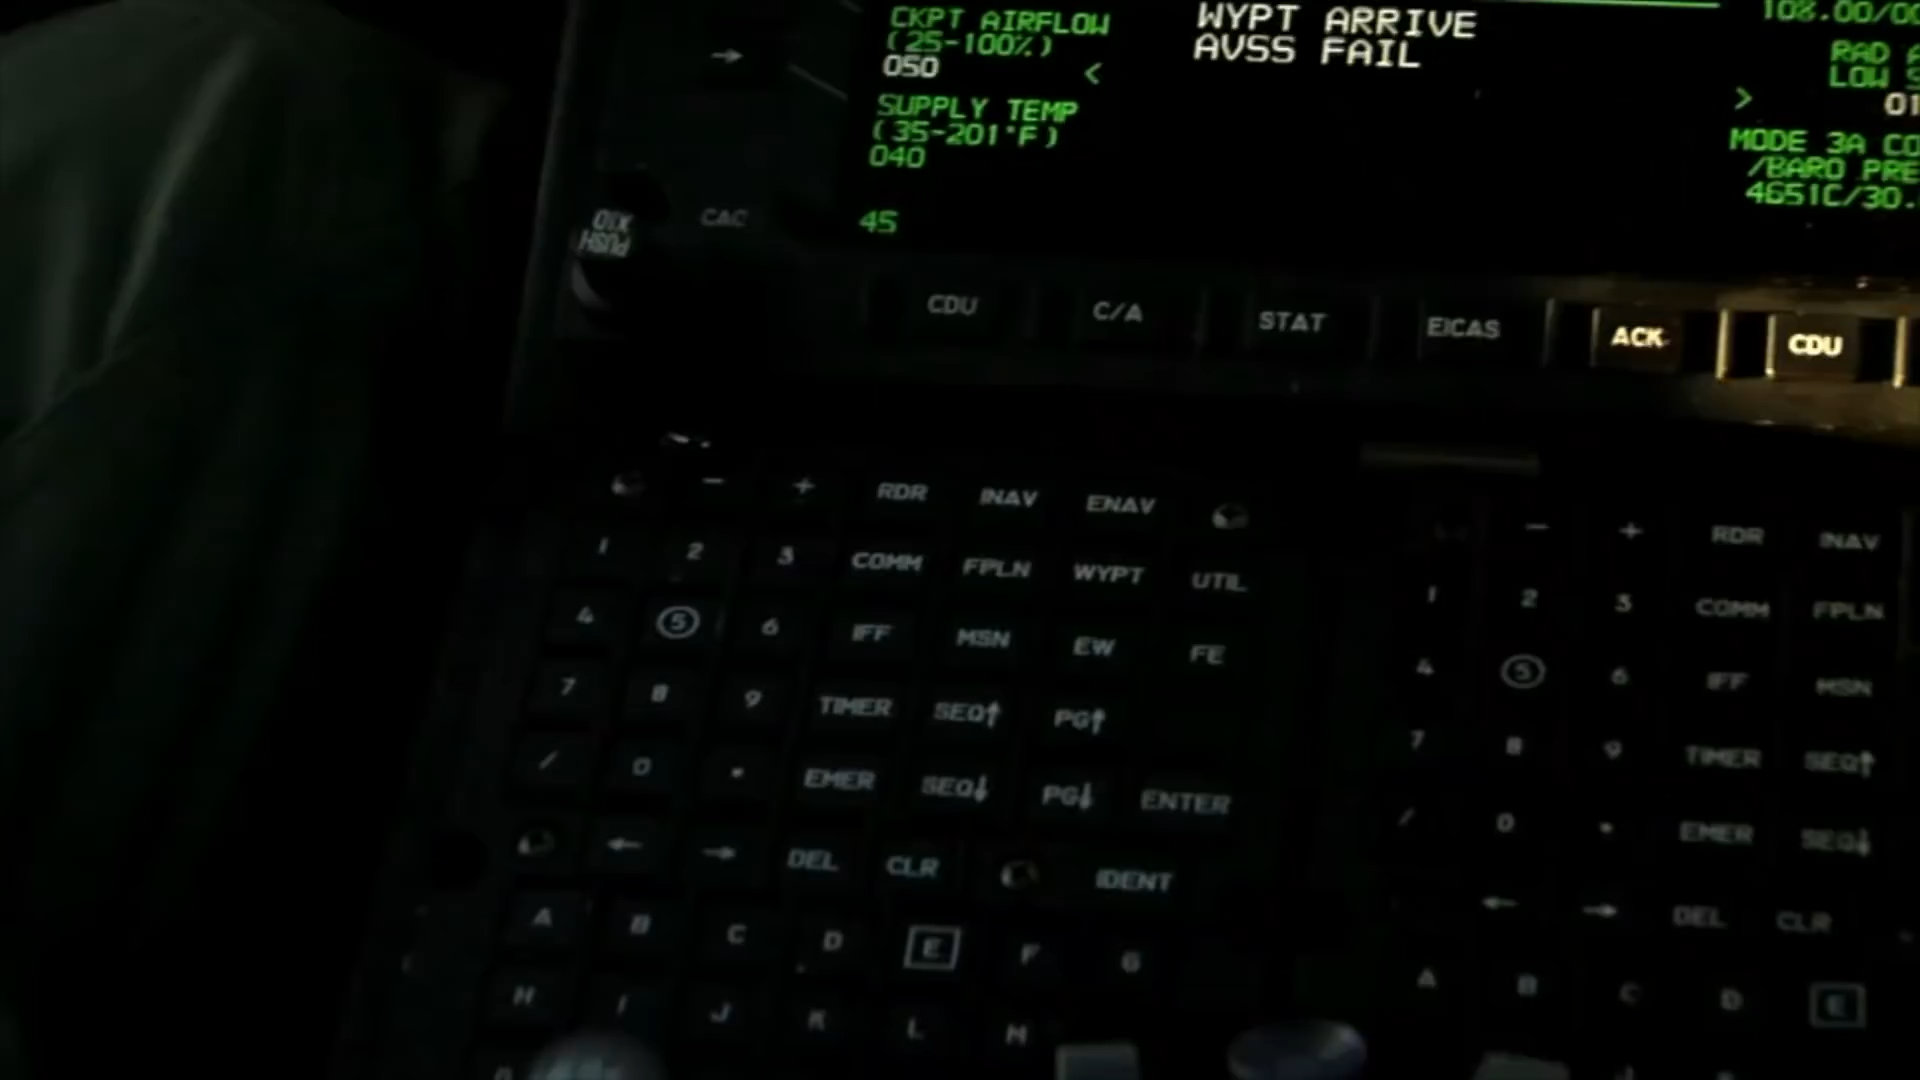 CKPT AIRFLOW
(25-100%)
050 <
SUPPLY TEMP
(35-201°F)
040
45
WYPT ARRIVE
AVSS FAIL
RAD
LOW
>
MODE 3A CO
/BARO PRE
4651C/30.
→
CAC
PUSH
CDU C/A STAT EICAS ACK CDU
- + RDR INAV ENAV
1 2 3 COMM FPLN WYPT UTIL
4 5 6 IFF MSN EW FE
7 8 9 TIMER SEQ↑ PG↑
/ 0 . EMER SEQ↓ PG↓ ENTER
← → DEL CLR IDENT
A B C D E F G
H I J K L M
- + RDR INAV
1 2 3 COMM FPLN
4 5 6 IFF MSN
7 8 9 TIMER SEQ↑
/ 0 . EMER SEQ↓
← → DEL CLR
A B C D E